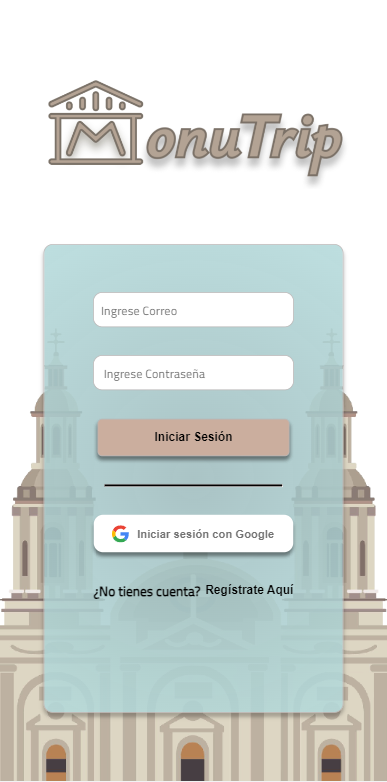 MonuTrip
Ingrese Correo
Ingrese Contraseña
Iniciar Sesión
Iniciar sesión con Google
¿No tienes cuenta? Regístrate Aquí